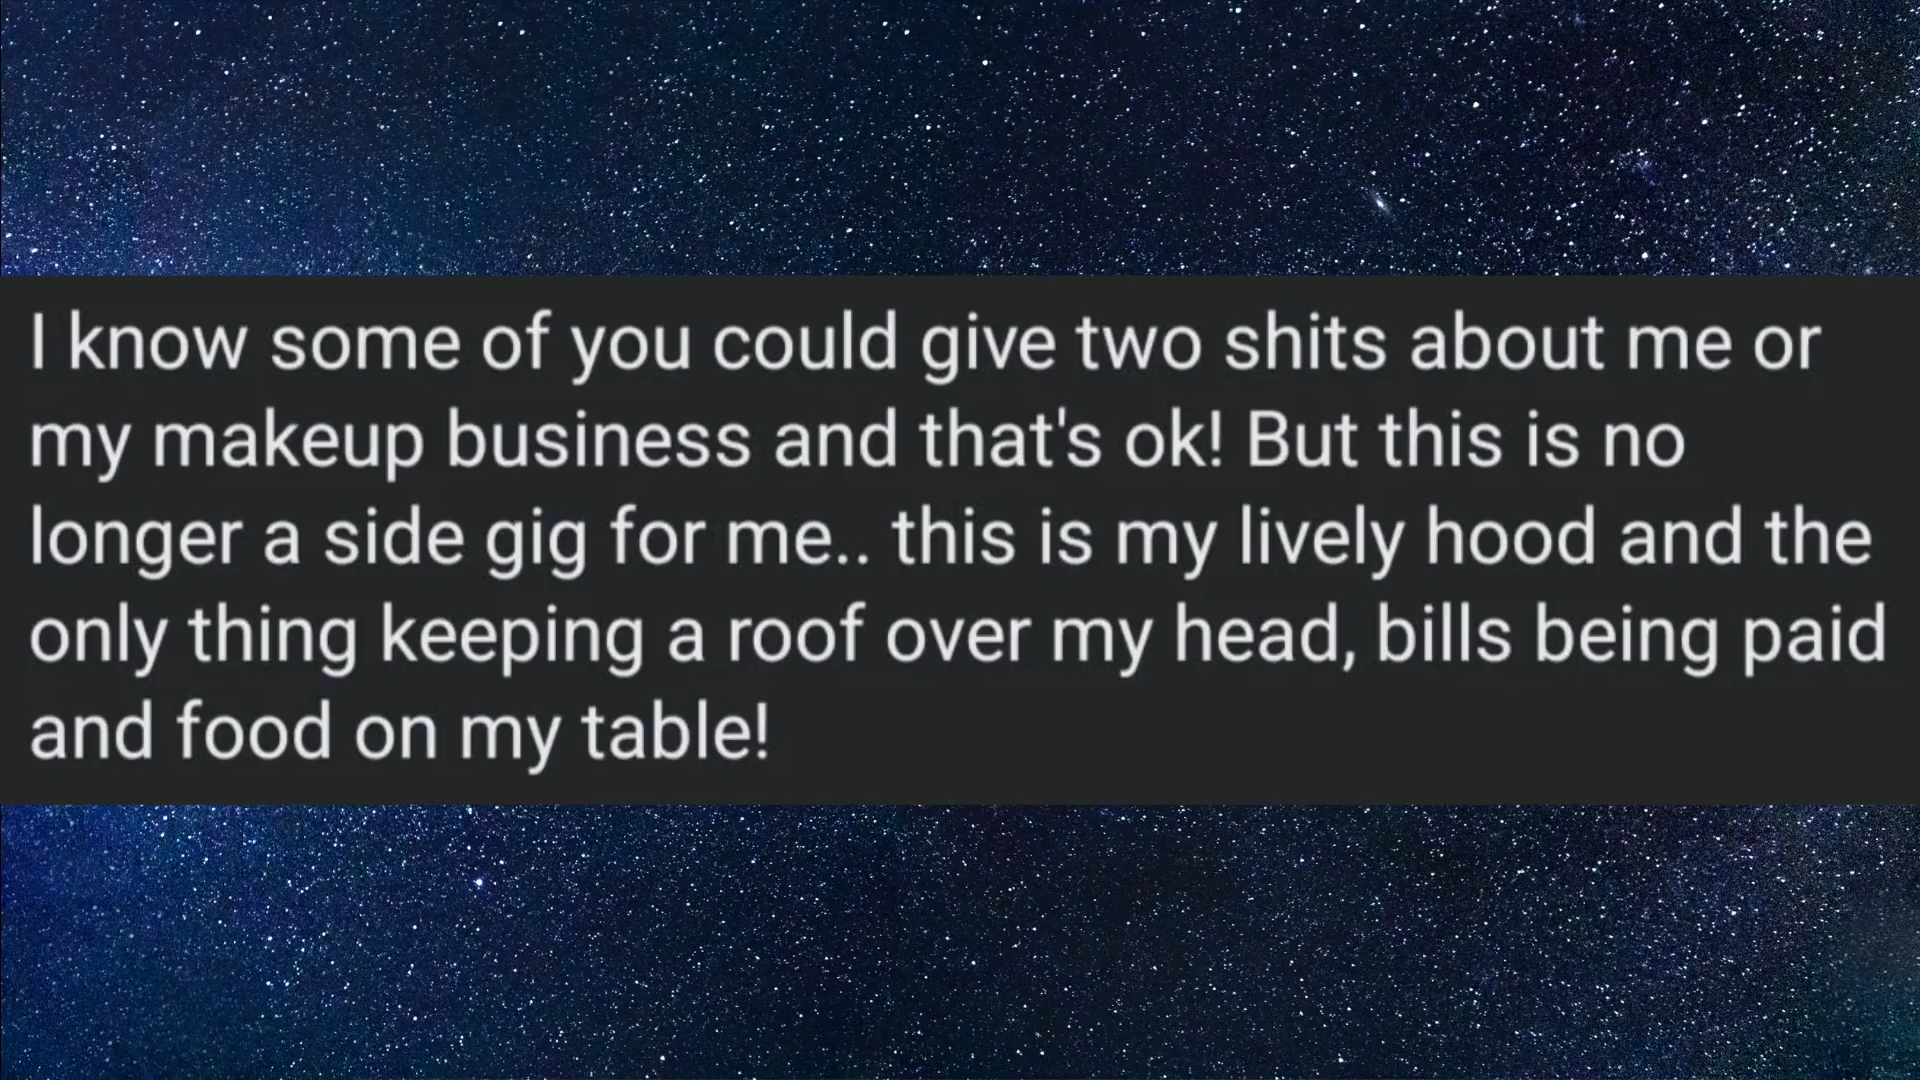 I know some of you could give two shits about me or
my makeup business and that's ok! But this is no
longer a side gig for me.. this is my lively hood and the
only thing keeping a roof over my head, bills being paid
and food on my table!